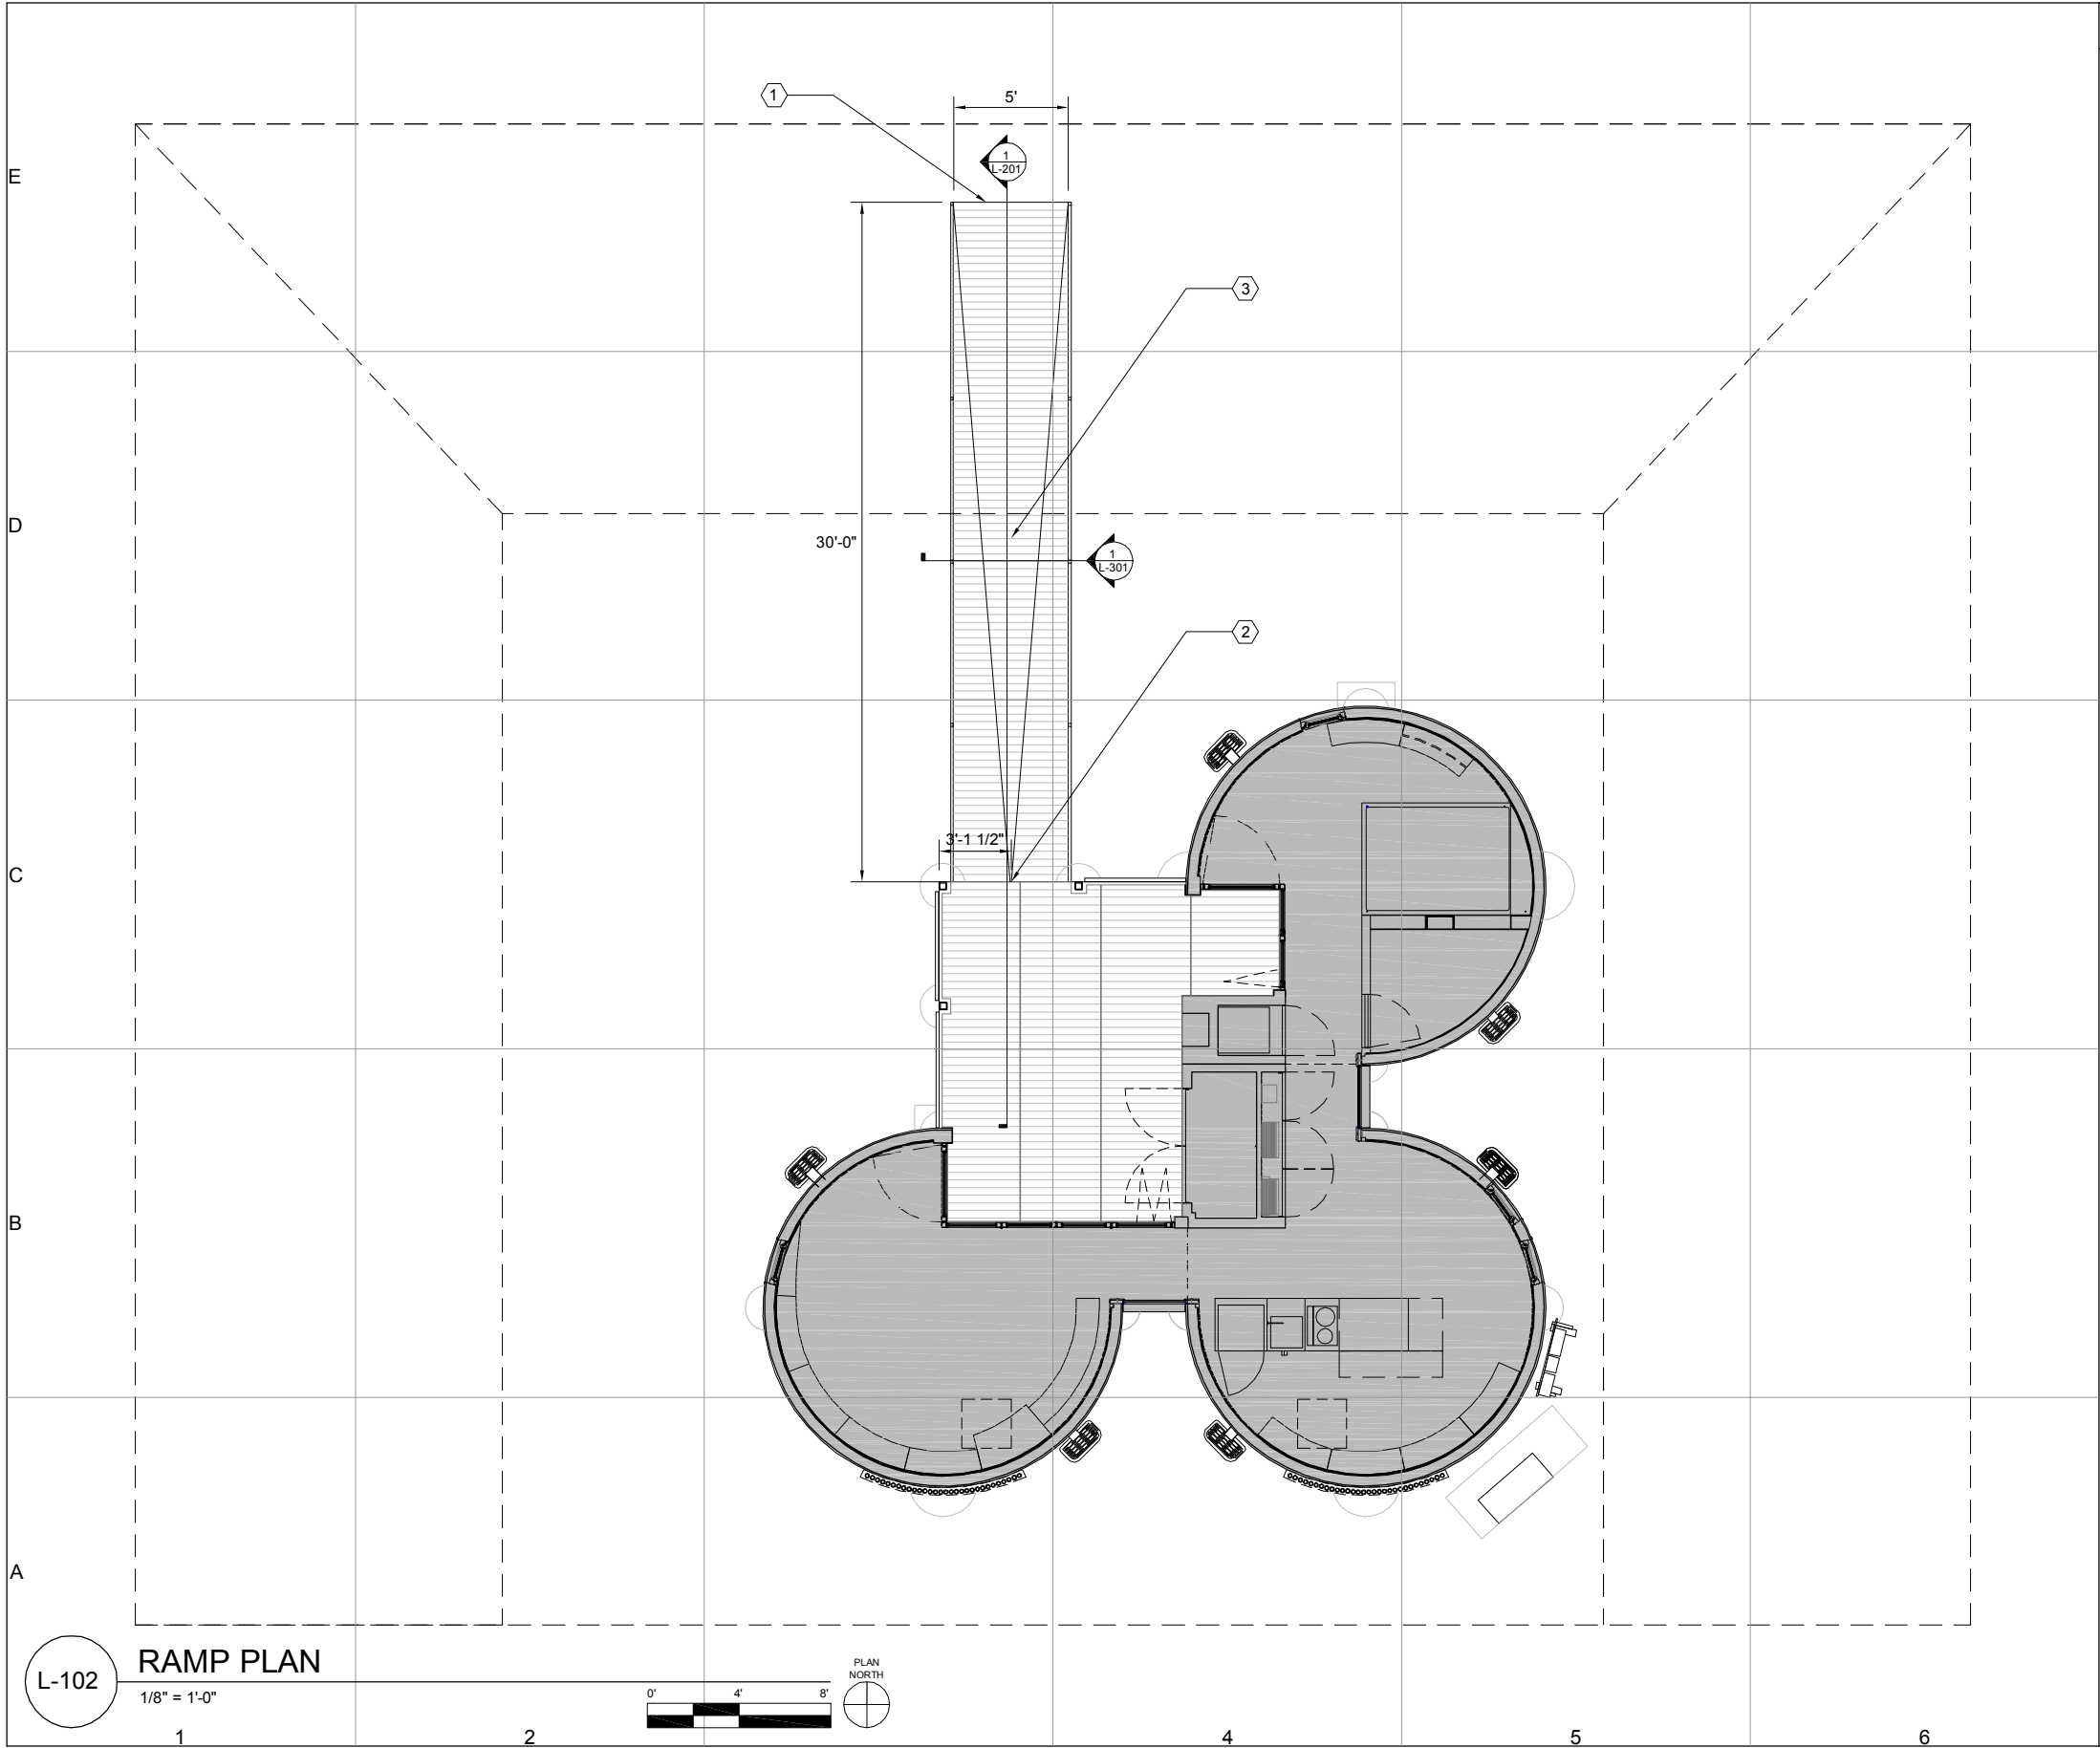 1
5'
1
L-201
E
3
D
30'-0"
1
L-301
2
3'-1 1/2"
C
B
A
L-102
RAMP PLAN
1/8" = 1'-0"
0'
4'
8'
PLAN
NORTH
1
2
4
5
6